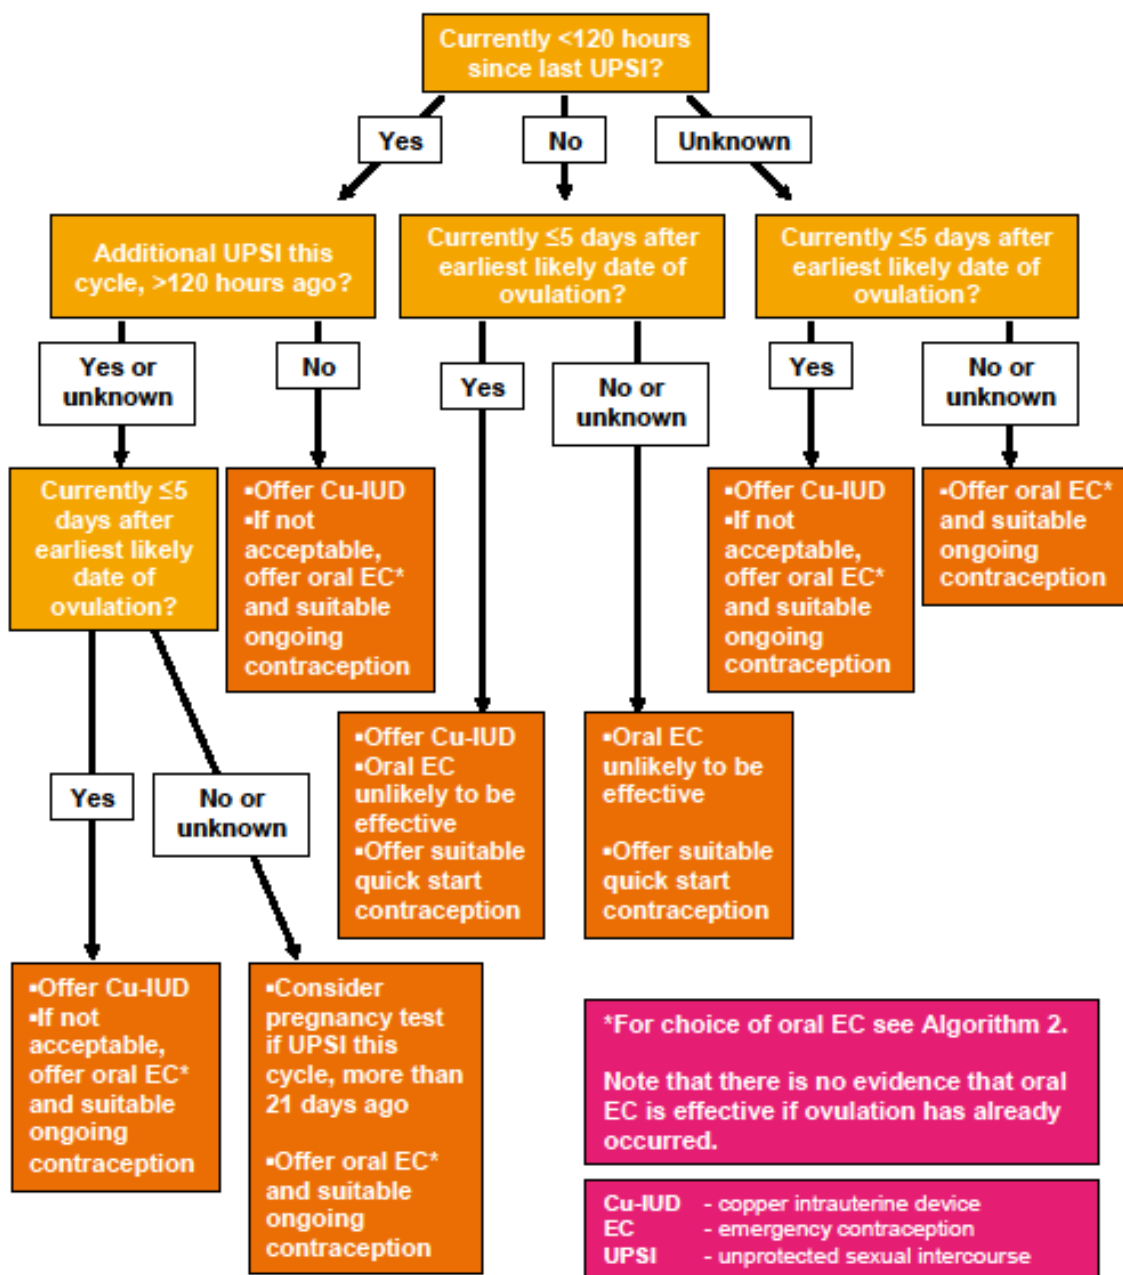 Currently <120 hours
since last UPSI?
Yes
No
Unknown
Additional UPSI this
cycle, >120 hours ago?
Currently ≤5 days after
earliest likely date of
ovulation?
Currently ≤5 days after
earliest likely date of
ovulation?
Yes or
unknown
No
Yes
No or
unknown
Yes
No or
unknown
Currently ≤5
days after
earliest likely
date of
ovulation?
▪Offer Cu-IUD
▪If not
acceptable,
offer oral EC*
and suitable
ongoing
contraception
▪Offer Cu-IUD
▪If not
acceptable,
offer oral EC*
and suitable
ongoing
contraception
▪Offer oral EC*
and suitable
ongoing
contraception
▪Offer Cu-IUD
▪Oral EC
unlikely to be
effective
▪Offer suitable
quick start
contraception
▪Oral EC
unlikely to be
effective
▪Offer suitable
quick start
contraception
Yes
No or
unknown
▪Offer Cu-IUD
▪If not
acceptable,
offer oral EC*
and suitable
ongoing
contraception
▪Consider
pregnancy test
if UPSI this
cycle, more than
21 days ago
▪Offer oral EC*
and suitable
ongoing
contraception
*For choice of oral EC see Algorithm 2.
Note that there is no evidence that oral
EC is effective if ovulation has already
occurred.
Cu-IUD - copper intrauterine device
EC - emergency contraception
UPSI - unprotected sexual intercourse